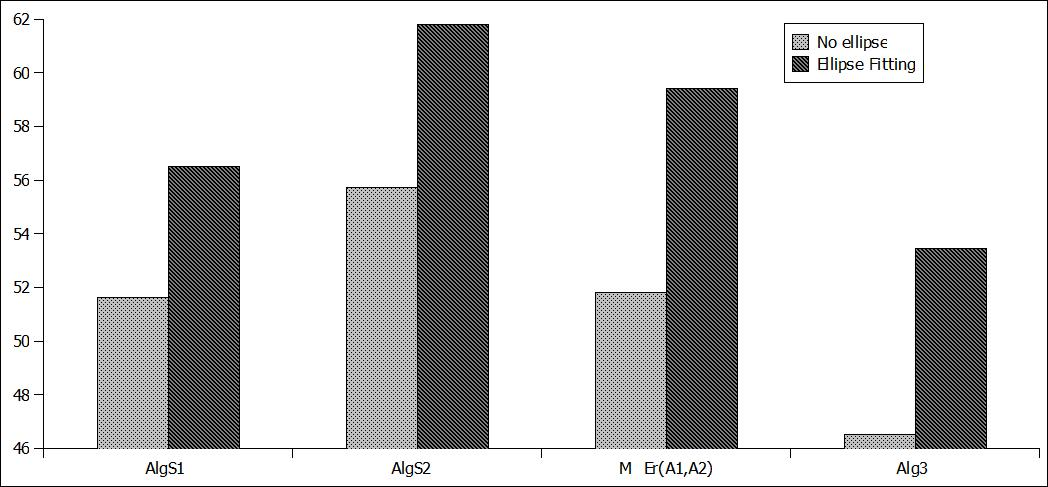 62
60
58
56
54
52
50
48
46
No ellipse
Ellipse Fitting
AlgS1
AlgS2
M Er(A1,A2)
Alg3